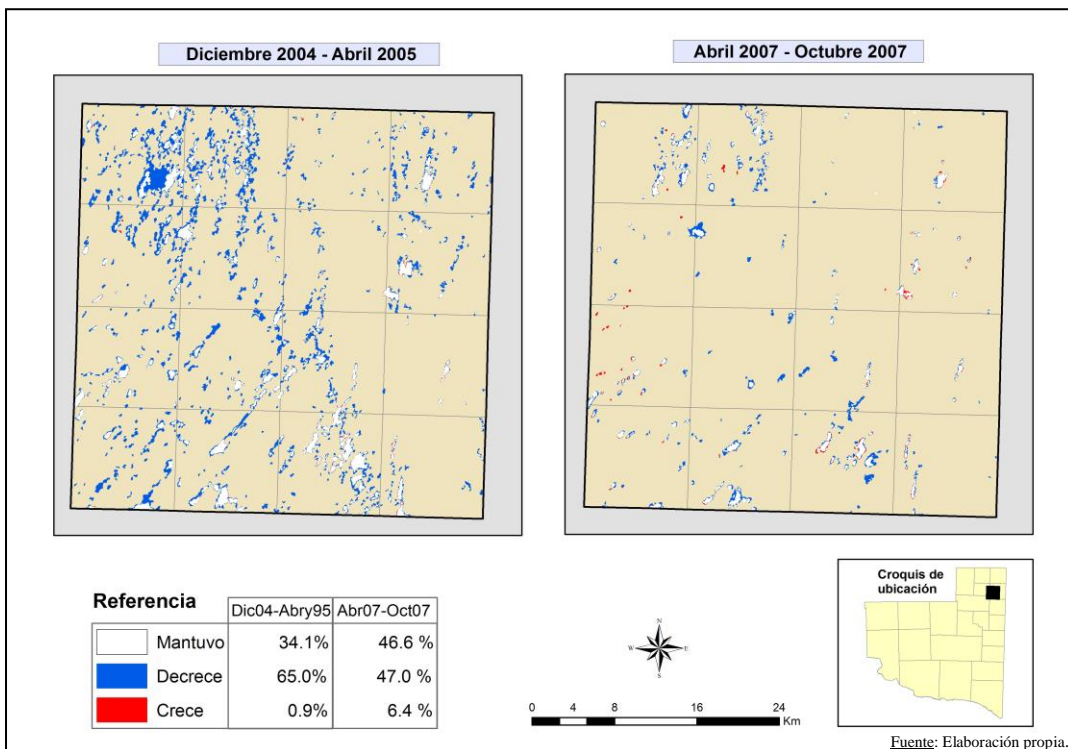 Diciembre 2004 - Abril 2005
Abril 2007 - Octubre 2007
Referencia
Dic04-Abry95 Abr07-Oct07
Mantuvo 34.1% 46.6 %
Decrece 65.0% 47.0 %
Crece 0.9% 6.4 %
N
W E
S
0 4 8 16 24
Km
Croquis de
ubicación
Fuente: Elaboración propia.